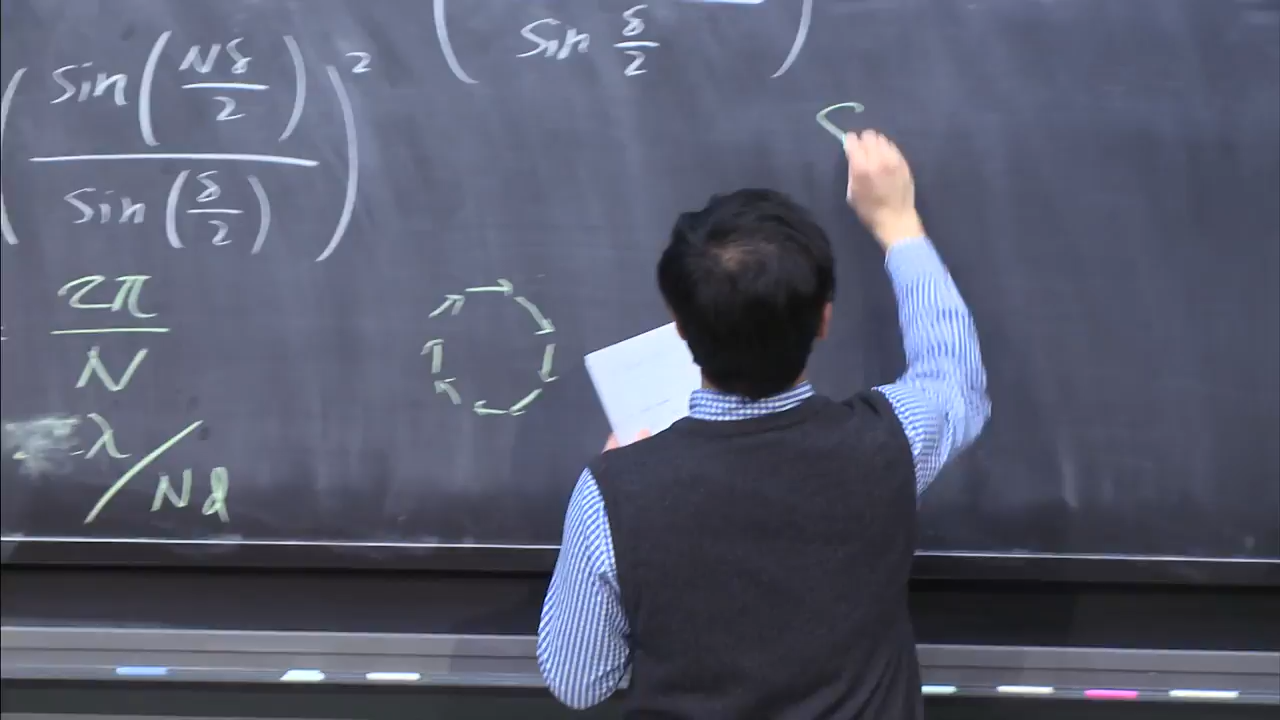 ( sin(Nδ/2) / sin(δ/2) )²
( sin δ/2 )
2π/N
λ/Nd